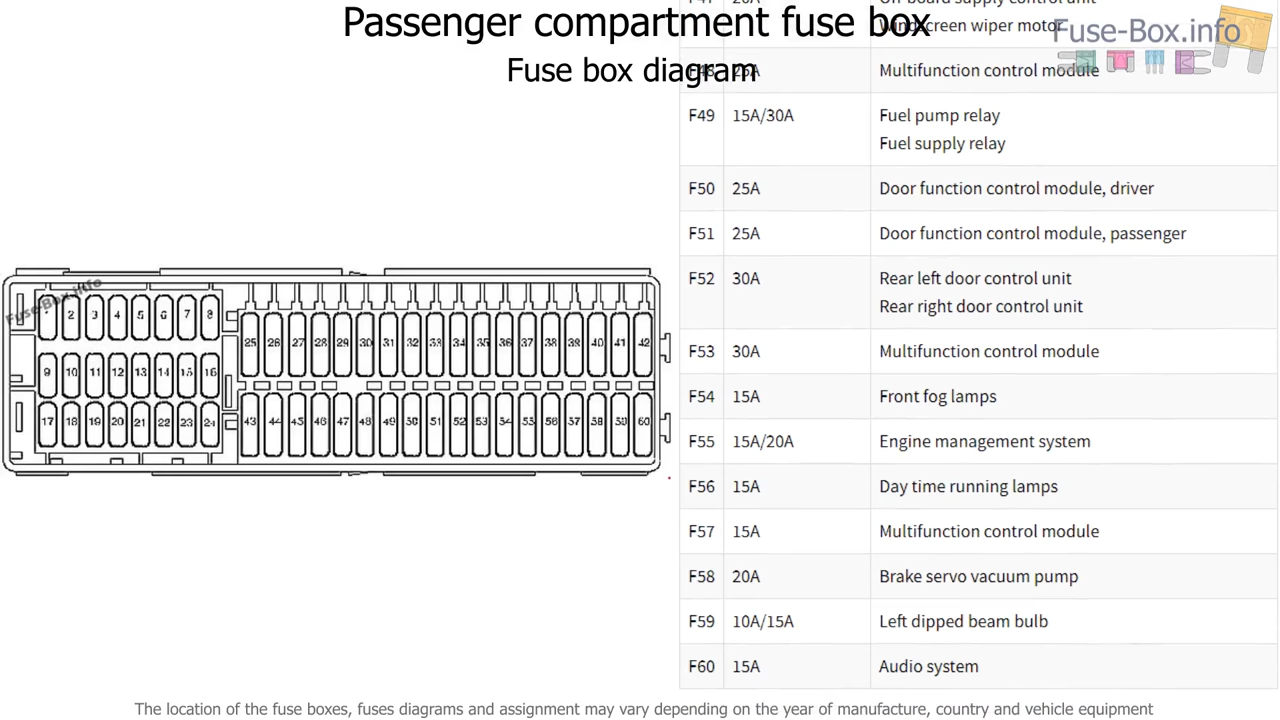 Passenger compartment fuse box
Fuse box diagram
Windscreen wiper motor
Fuse-Box.info
F48 25A Multifunction control module
F49 15A/30A Fuel pump relay
Fuel supply relay
F50 25A Door function control module, driver
F51 25A Door function control module, passenger
F52 30A Rear left door control unit
Rear right door control unit
F53 30A Multifunction control module
F54 15A Front fog lamps
F55 15A/20A Engine management system
F56 15A Day time running lamps
F57 15A Multifunction control module
F58 20A Brake servo vacuum pump
F59 10A/15A Left dipped beam bulb
F60 15A Audio system
Fuse-Box.info
2 3 4 5 6 7 8
25 26 27 28 29 30 31 32 33 34 35 36 37 38 39 40 41 42
9 10 11 12 13 14 15 16
17 18 19 20 21 22 23 24
43 44 45 46 47 48 49 50 51 52 53 54 55 56 57 58 59 60
The location of the fuse boxes, fuses diagrams and assignment may vary depending on the year of manufacture, country and vehicle equipment